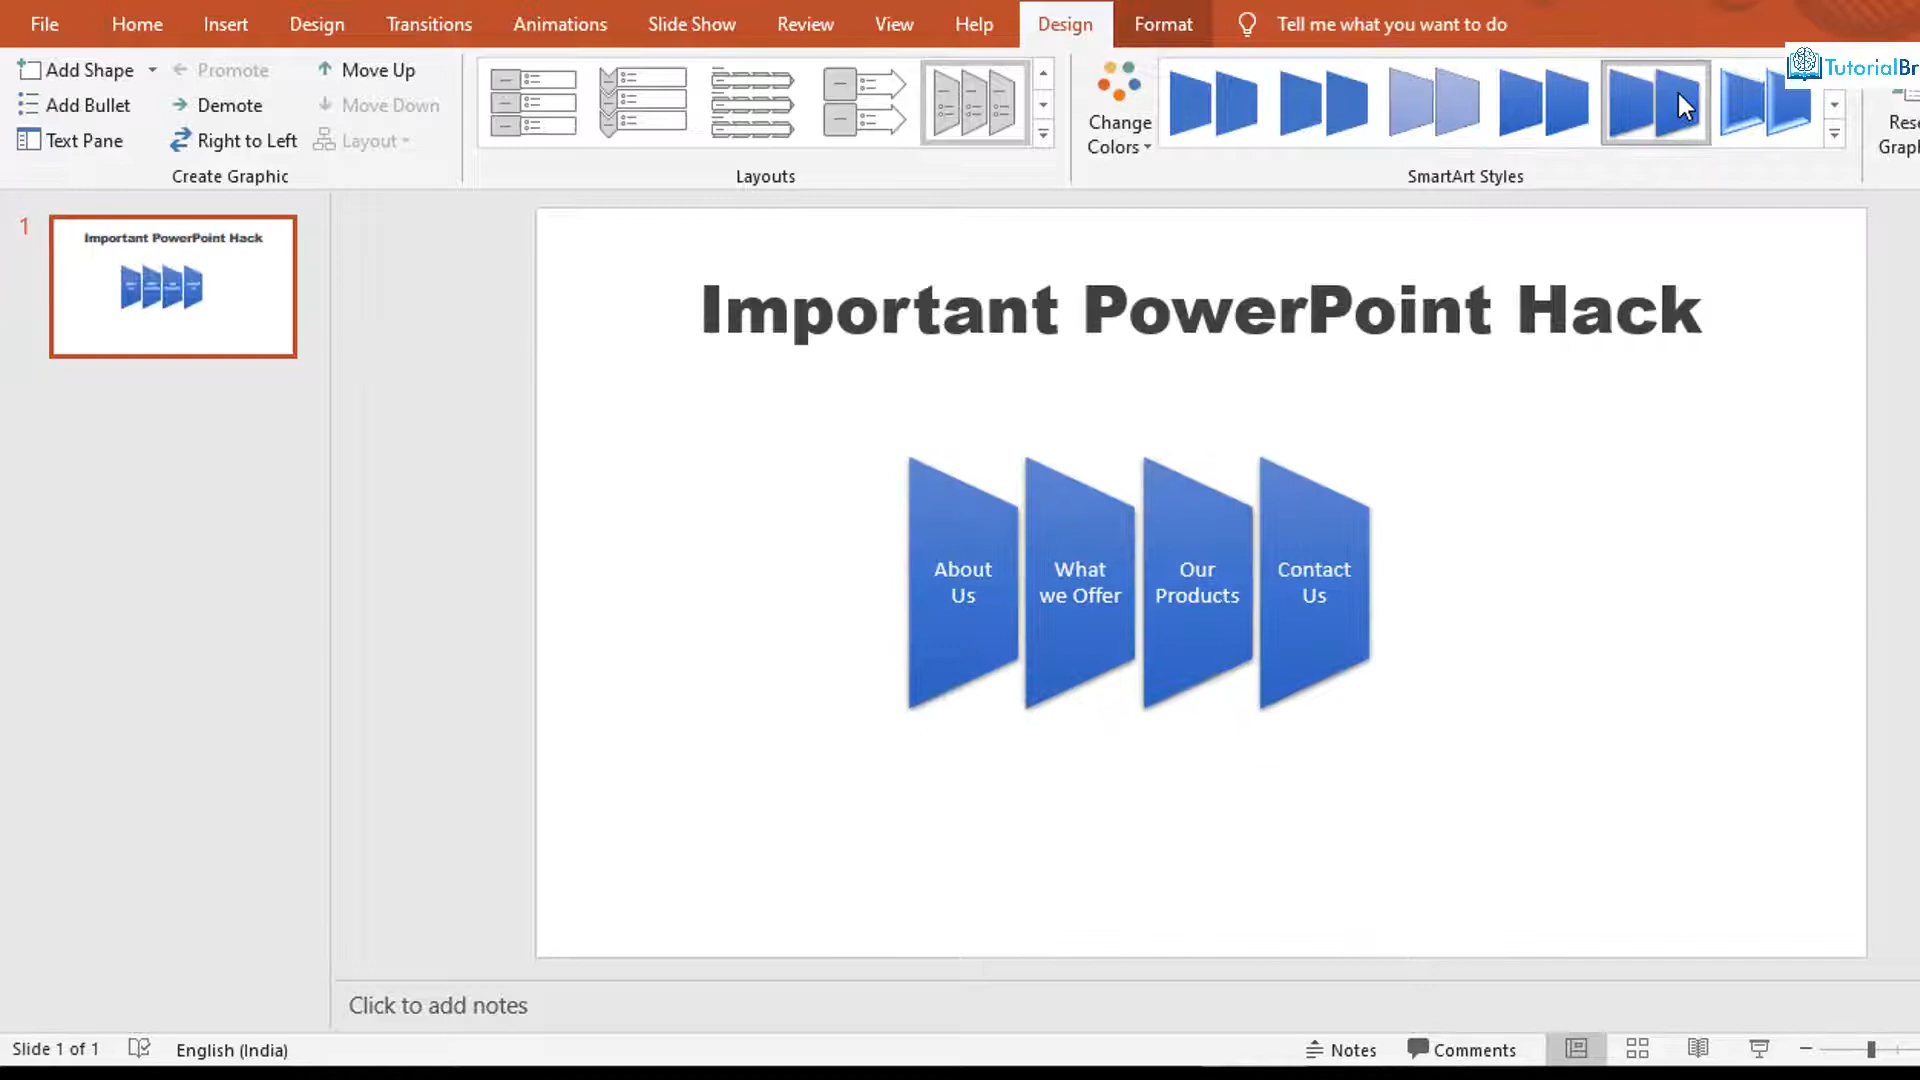 File Home Insert Design Transitions Animations Slide Show Review View Help Design Format Tell me what you want to do
TutorialBr
Add Shape Promote Move Up
Add Bullet Demote Move Down
Text Pane Right to Left Layout
Create Graphic
Layouts
Change
Colors
SmartArt Styles
Rese
Graph
1
Important PowerPoint Hack
Important PowerPoint Hack
About
Us
What
we Offer
Our
Products
Contact
Us
Click to add notes
Slide 1 of 1 English (India) Notes Comments